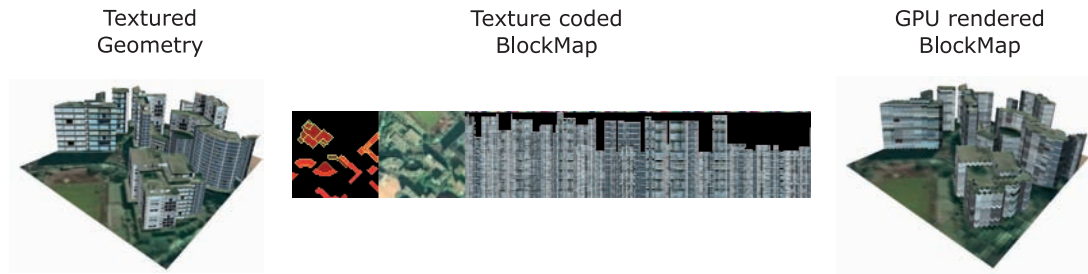 Textured
Geometry
Texture coded
BlockMap
GPU rendered
BlockMap